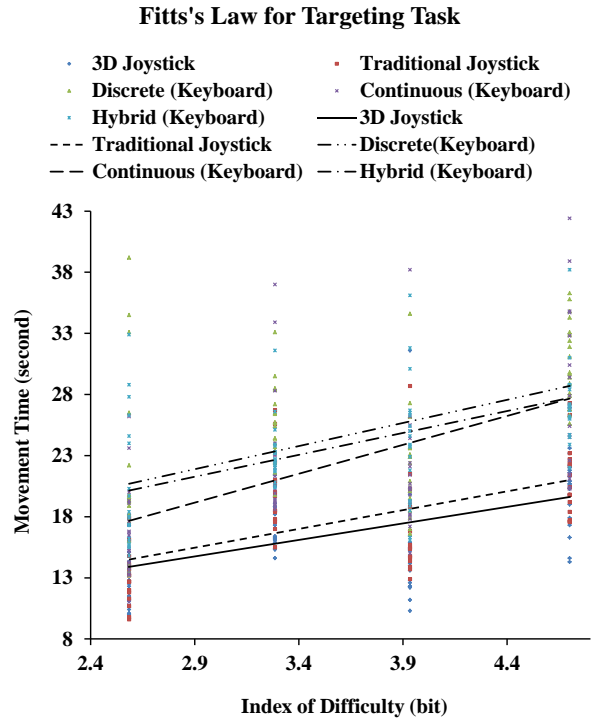 Fitts's Law for Targeting Task
3D Joystick Traditional Joystick
Discrete (Keyboard) Continuous (Keyboard)
Hybrid (Keyboard) 3D Joystick
Traditional Joystick Discrete(Keyboard)
Continuous (Keyboard) Hybrid (Keyboard)
43
38
33
28
23
18
13
8
Movement Time (second)
2.4 2.9 3.4 3.9 4.4
Index of Difficulty (bit)